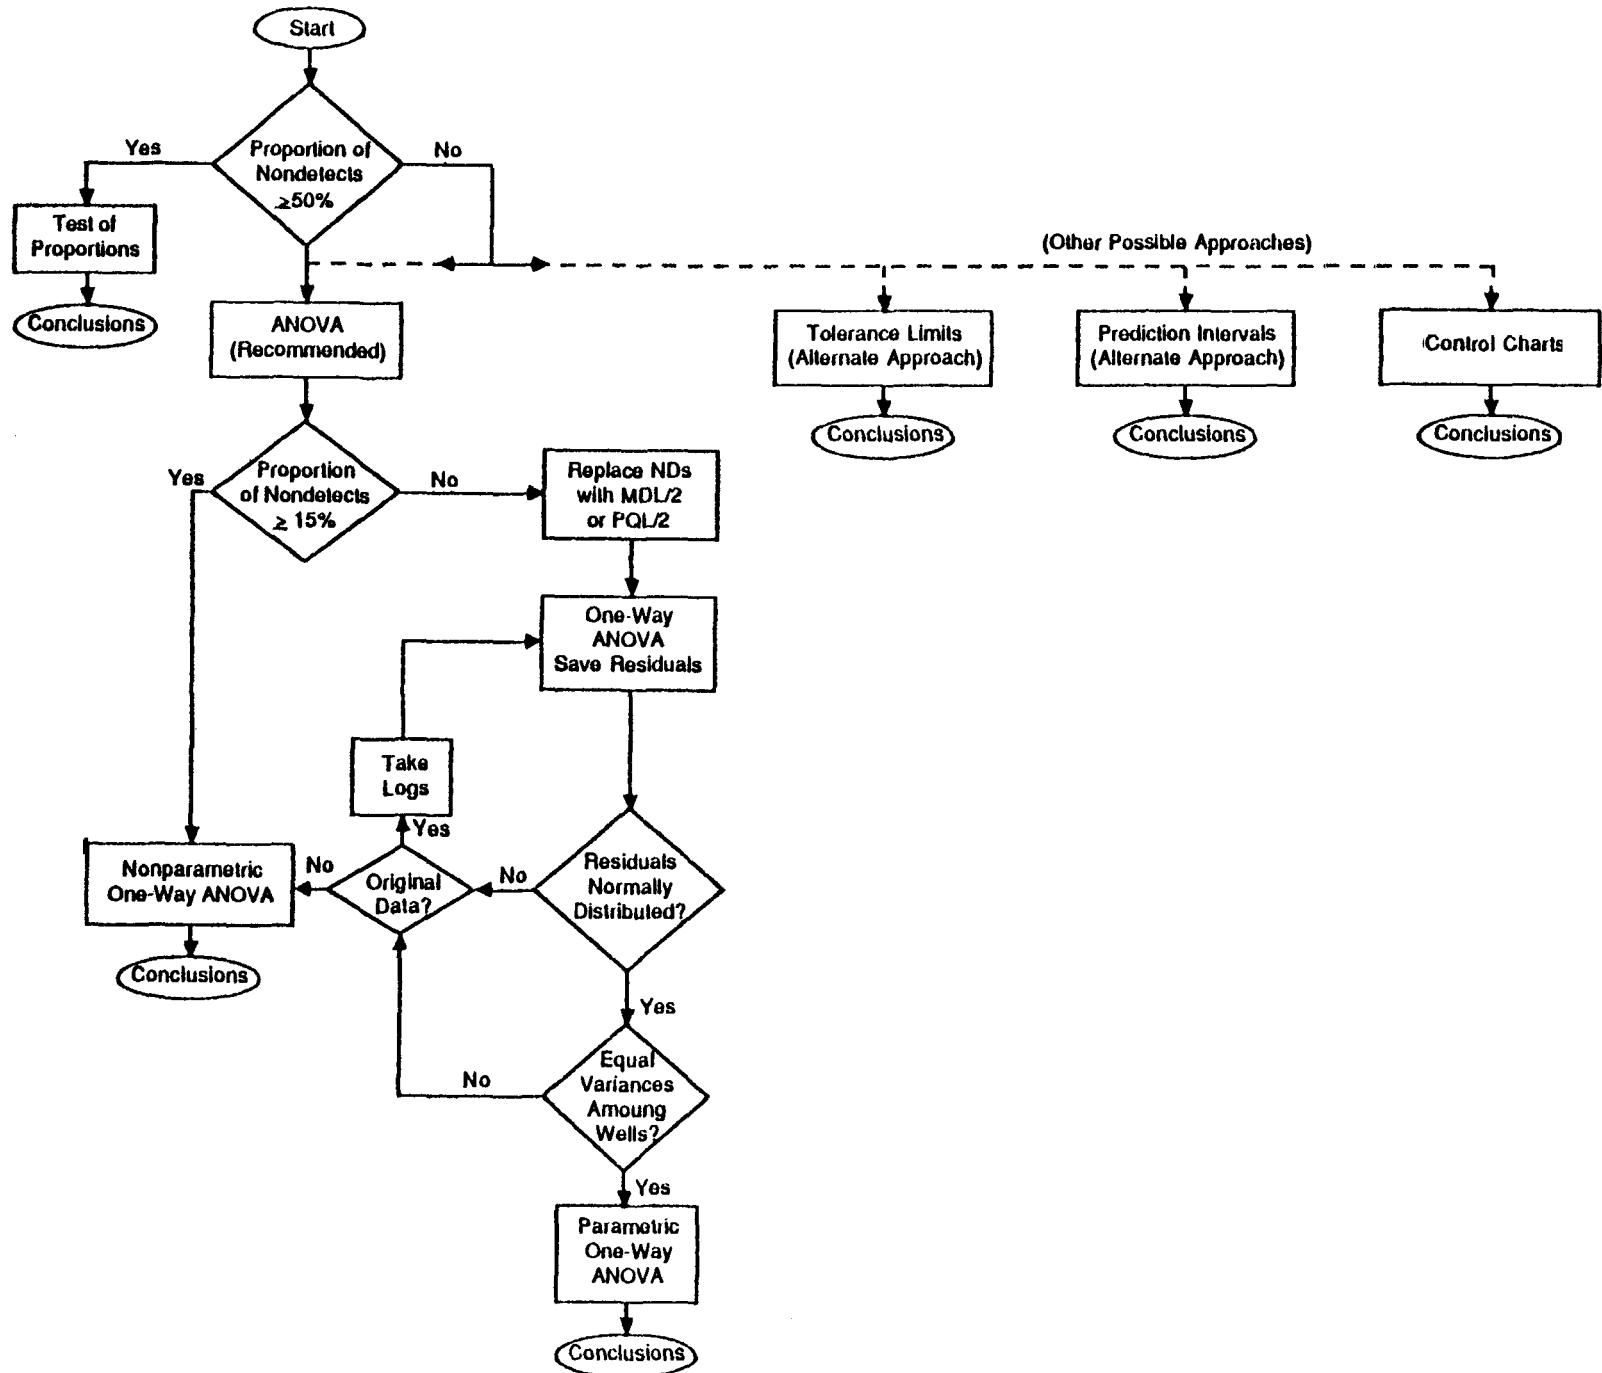 Start
Proportion of
Nondetects
≥50%
Yes
No
Test of
Proportions
Conclusions
(Other Possible Approaches)
ANOVA
(Recommended)
Tolerance Limits
(Alternate Approach)
Conclusions
Prediction Intervals
(Alternate Approach)
Conclusions
Control Charts
Conclusions
Proportion
of Nondetects
≥ 15%
Yes
No
Replace NDs
with MDL/2
or PQL/2
One-Way
ANOVA
Save Residuals
Take
Logs
Yes
Original
Data?
No
No
Residuals
Normally
Distributed?
Nonparametric
One-Way ANOVA
Conclusions
Yes
Equal
Variances
Amoung
Wells?
No
Yes
Parametric
One-Way
ANOVA
Conclusions